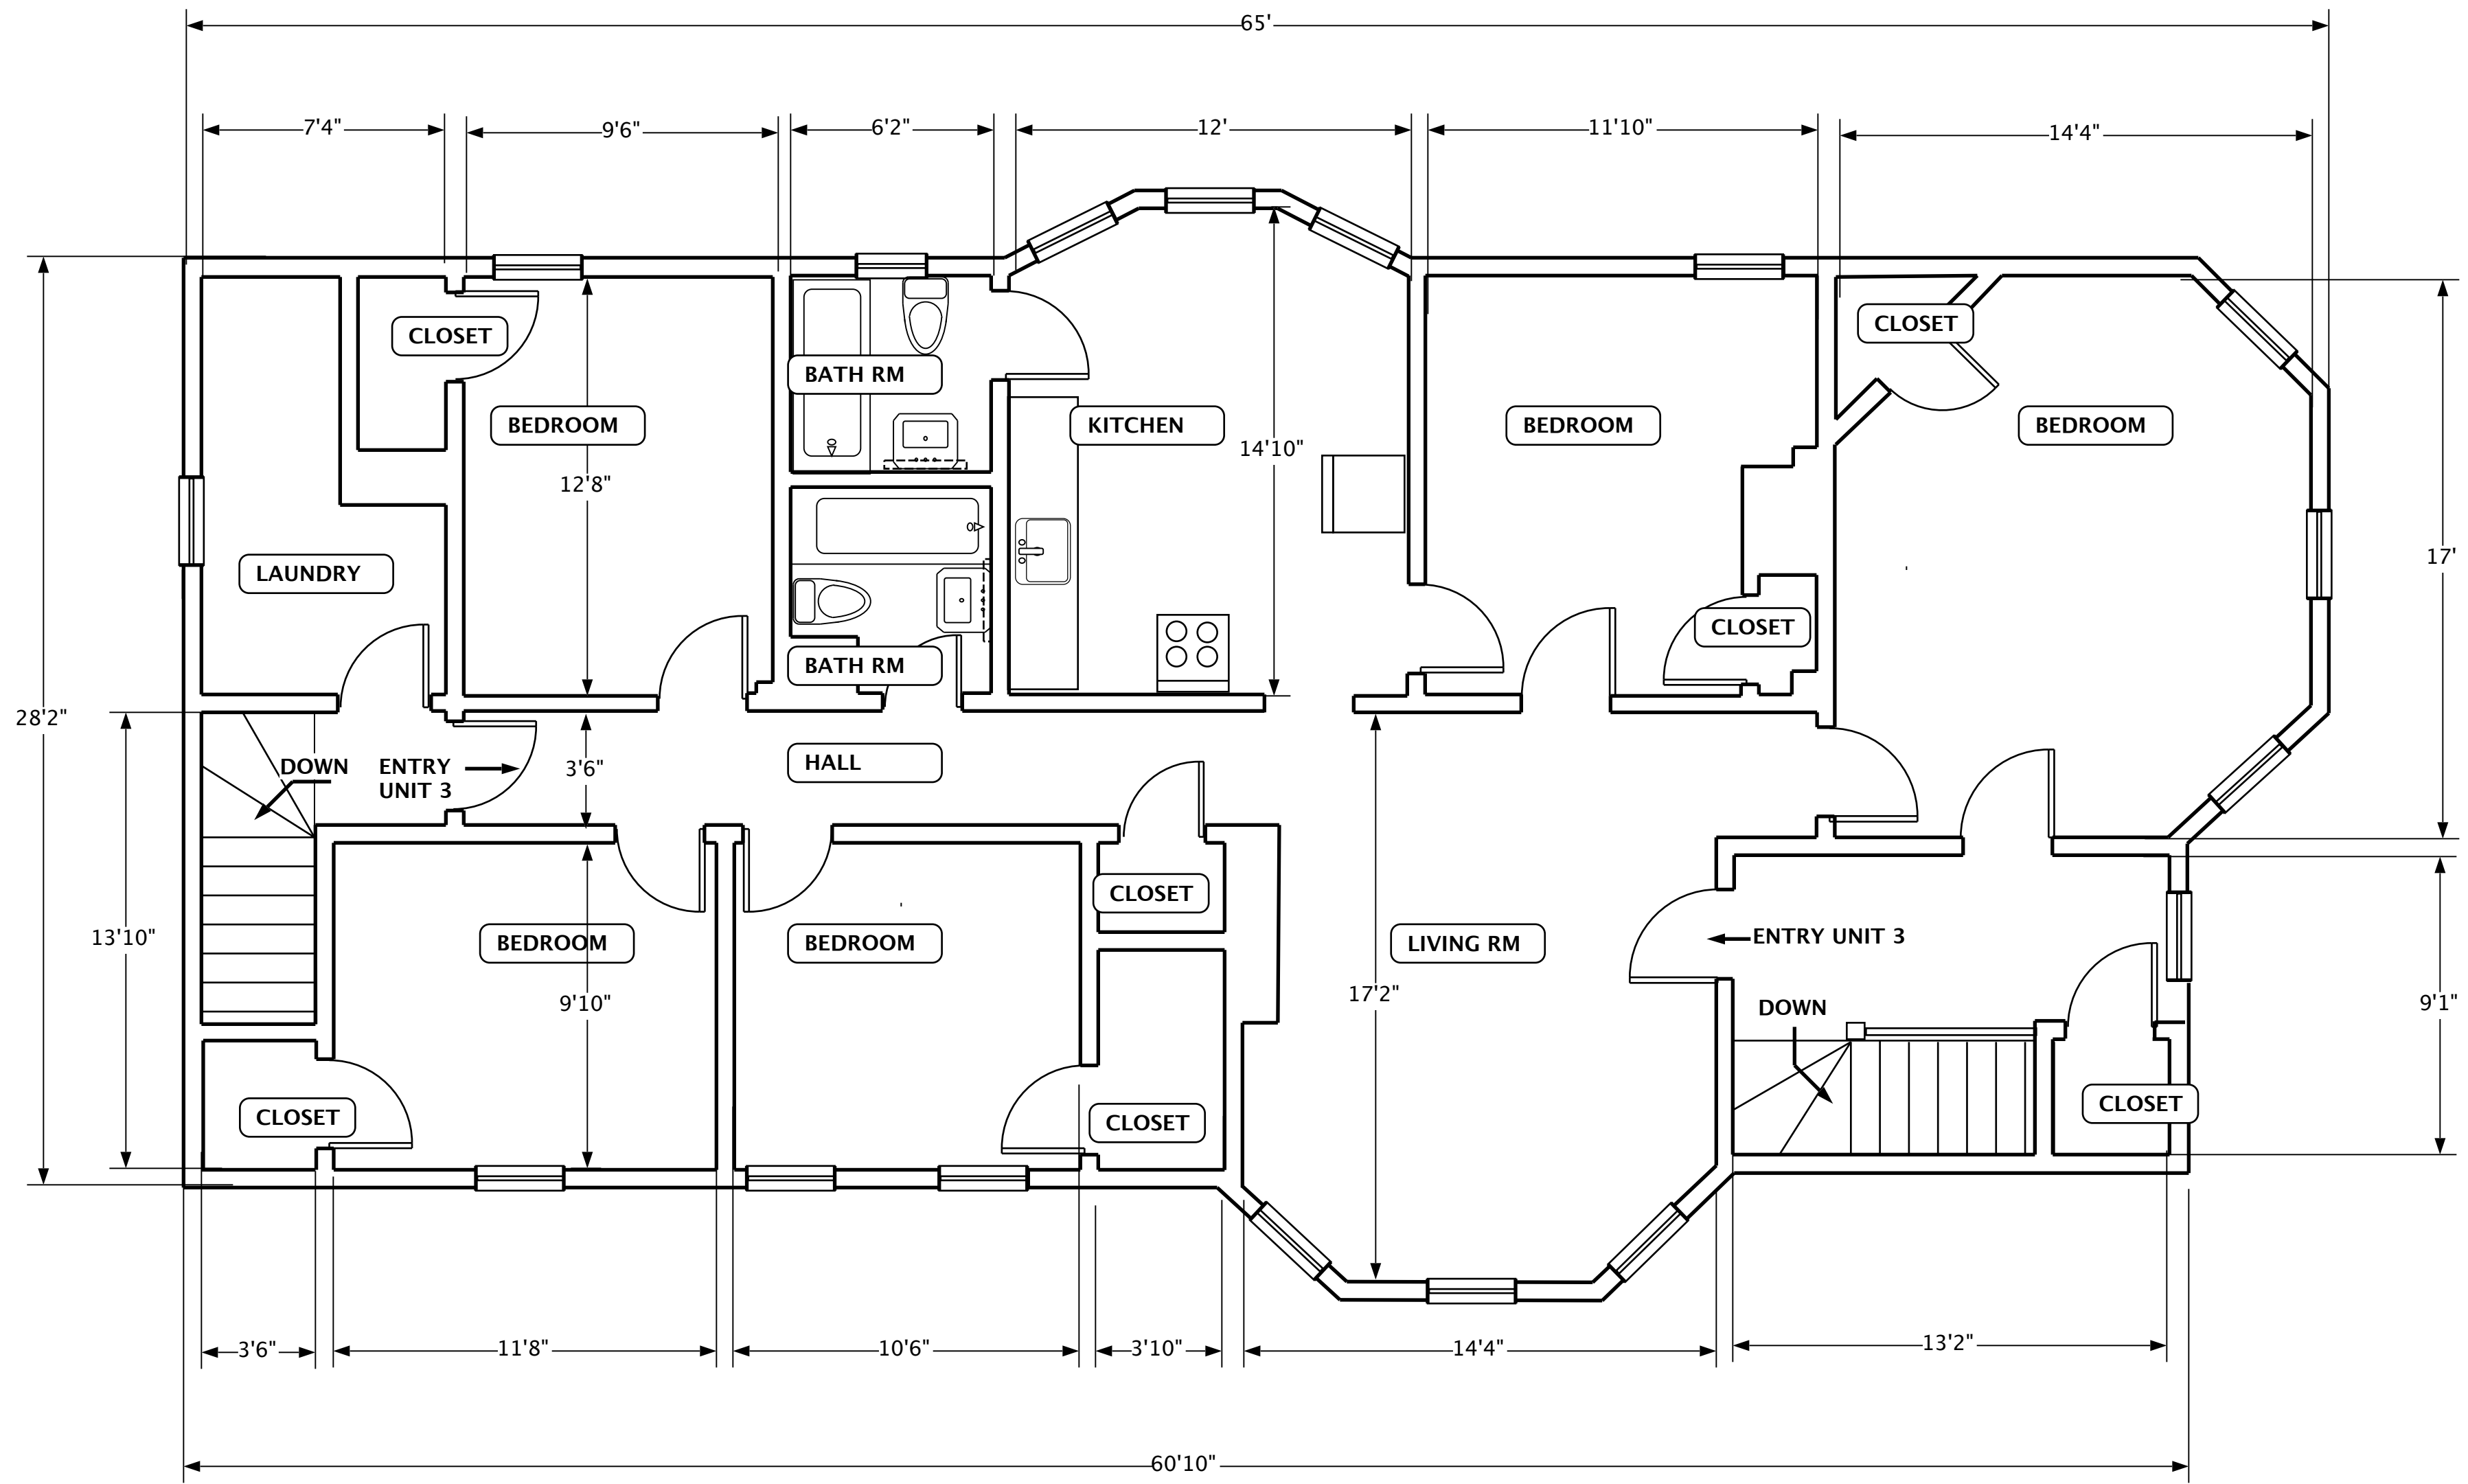 65'
7'4"
9'6"
6'2"
12'
11'10"
14'4"
CLOSET
CLOSET
BATH RM
BEDROOM
KITCHEN
BEDROOM
BEDROOM
14'10"
12'8"
17'
LAUNDRY
CLOSET
BATH RM
28'2"
DOWN
ENTRY
UNIT 3
3'6"
HALL
CLOSET
13'10"
BEDROOM
BEDROOM
LIVING RM
ENTRY UNIT 3
9'10"
17'2"
DOWN
9'1"
CLOSET
CLOSET
CLOSET
3'6"
11'8"
10'6"
3'10"
14'4"
13'2"
60'10"